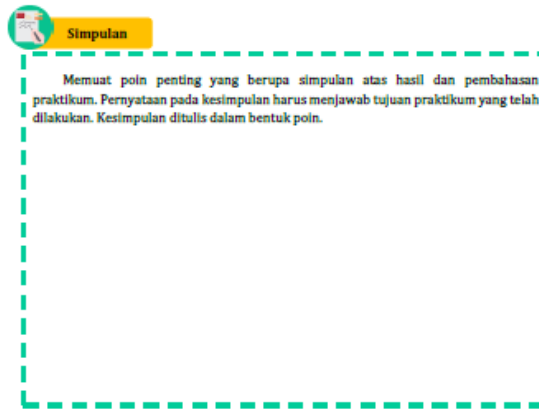 Simpulan
Memuat poin penting yang berupa simpulan atas hasil dan pembahasan
praktikum. Pernyataan pada kesimpulan harus menjawab tujuan praktikum yang telah
dilakukan. Kesimpulan ditulis dalam bentuk poin.